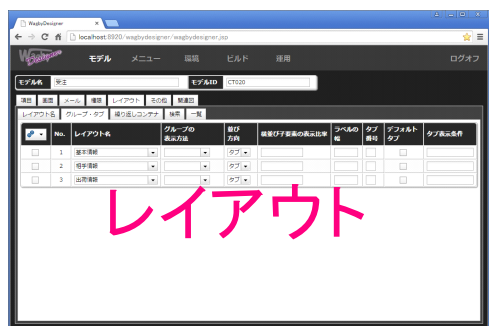 WagbyDesigner
localhost:8920/wagbydesigner/wagbydesigner.jsp
Wagby Designer モデル メニュー 環境 ビルド 運用 ログオフ
モデル名 受注 モデルID CT020
項目 画面 メール 権限 レイアウト その他 関連図
レイアウト名 グループ・タブ 繰り返しコンテナ 検索 一覧
No. レイアウト名 グループの表示方法 並び方向 横並び子要素の表示比率 ラベルの幅 タブ番号 デフォルトタブ タブ表示条件
1 基本情報 タブ
2 相手情報 タブ
3 出荷情報 タブ
レイアウト